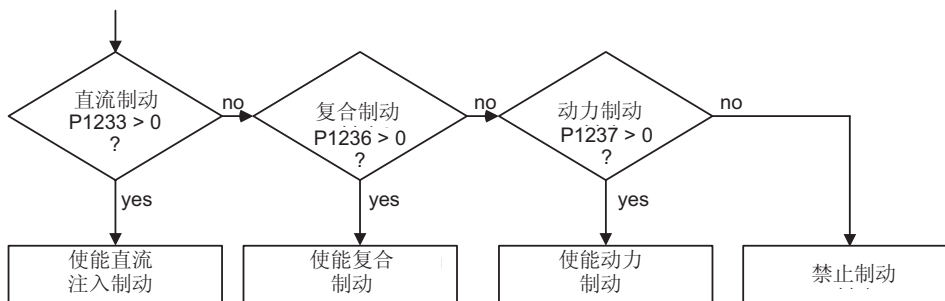 直流制动
P1233 > 0
?
no
复合制动
P1236 > 0
?
no
动力制动
P1237 > 0
?
no
yes
yes
yes
使能直流
注入制动
使能复合
制动
使能动力
制动
禁止制动